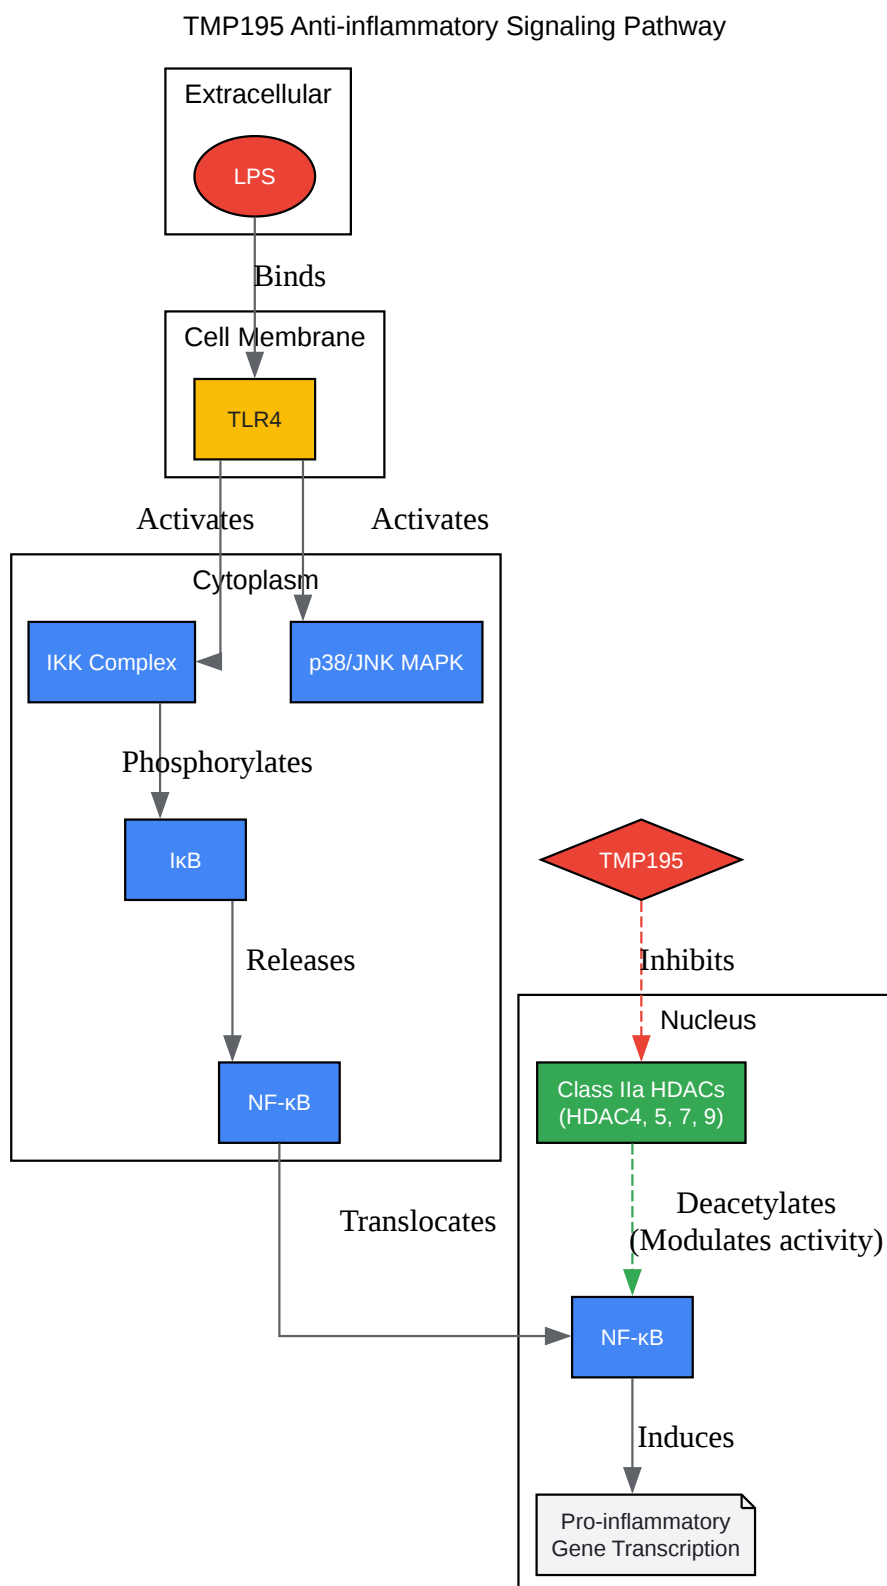 TMP195 Anti-inflammatory Signaling Pathway
Extracellular
LPS
Binds
Cell Membrane
TLR4
Activates
Activates
Cytoplasm
IKK Complex
p38/JNK MAPK
Phosphorylates
IκB
TMP195
Releases
Inhibits
Nucleus
NF-κB
Class IIa HDACs
(HDAC4, 5, 7, 9)
Translocates
Deacetylates
(Modulates activity)
NF-κB
Induces
Pro-inflammatory
Gene Transcription